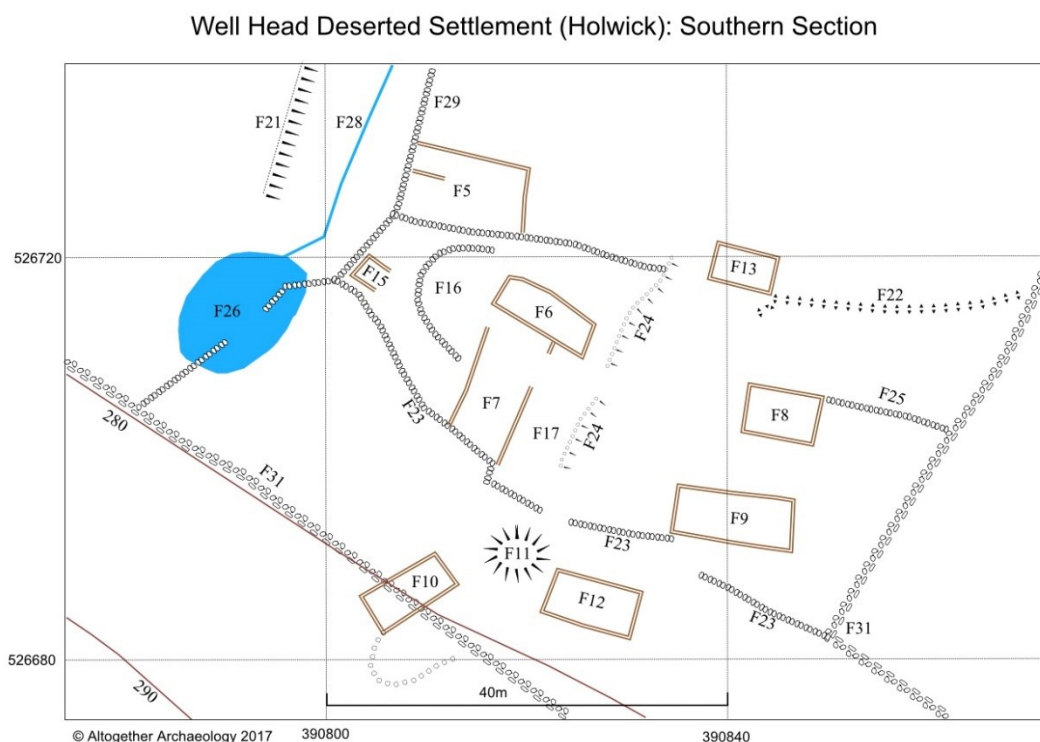 Well Head Deserted Settlement (Holwick): Southern Section
F21
F28
F29
F5
526720
F15
F16
F13
F22
F26
F6
F24
F23
F7
F8
F25
280
F17
F24
F31
F9
F11
F23
F10
F12
F23
F31
526680
290
40m
© Altogether Archaeology 2017
390800
390840